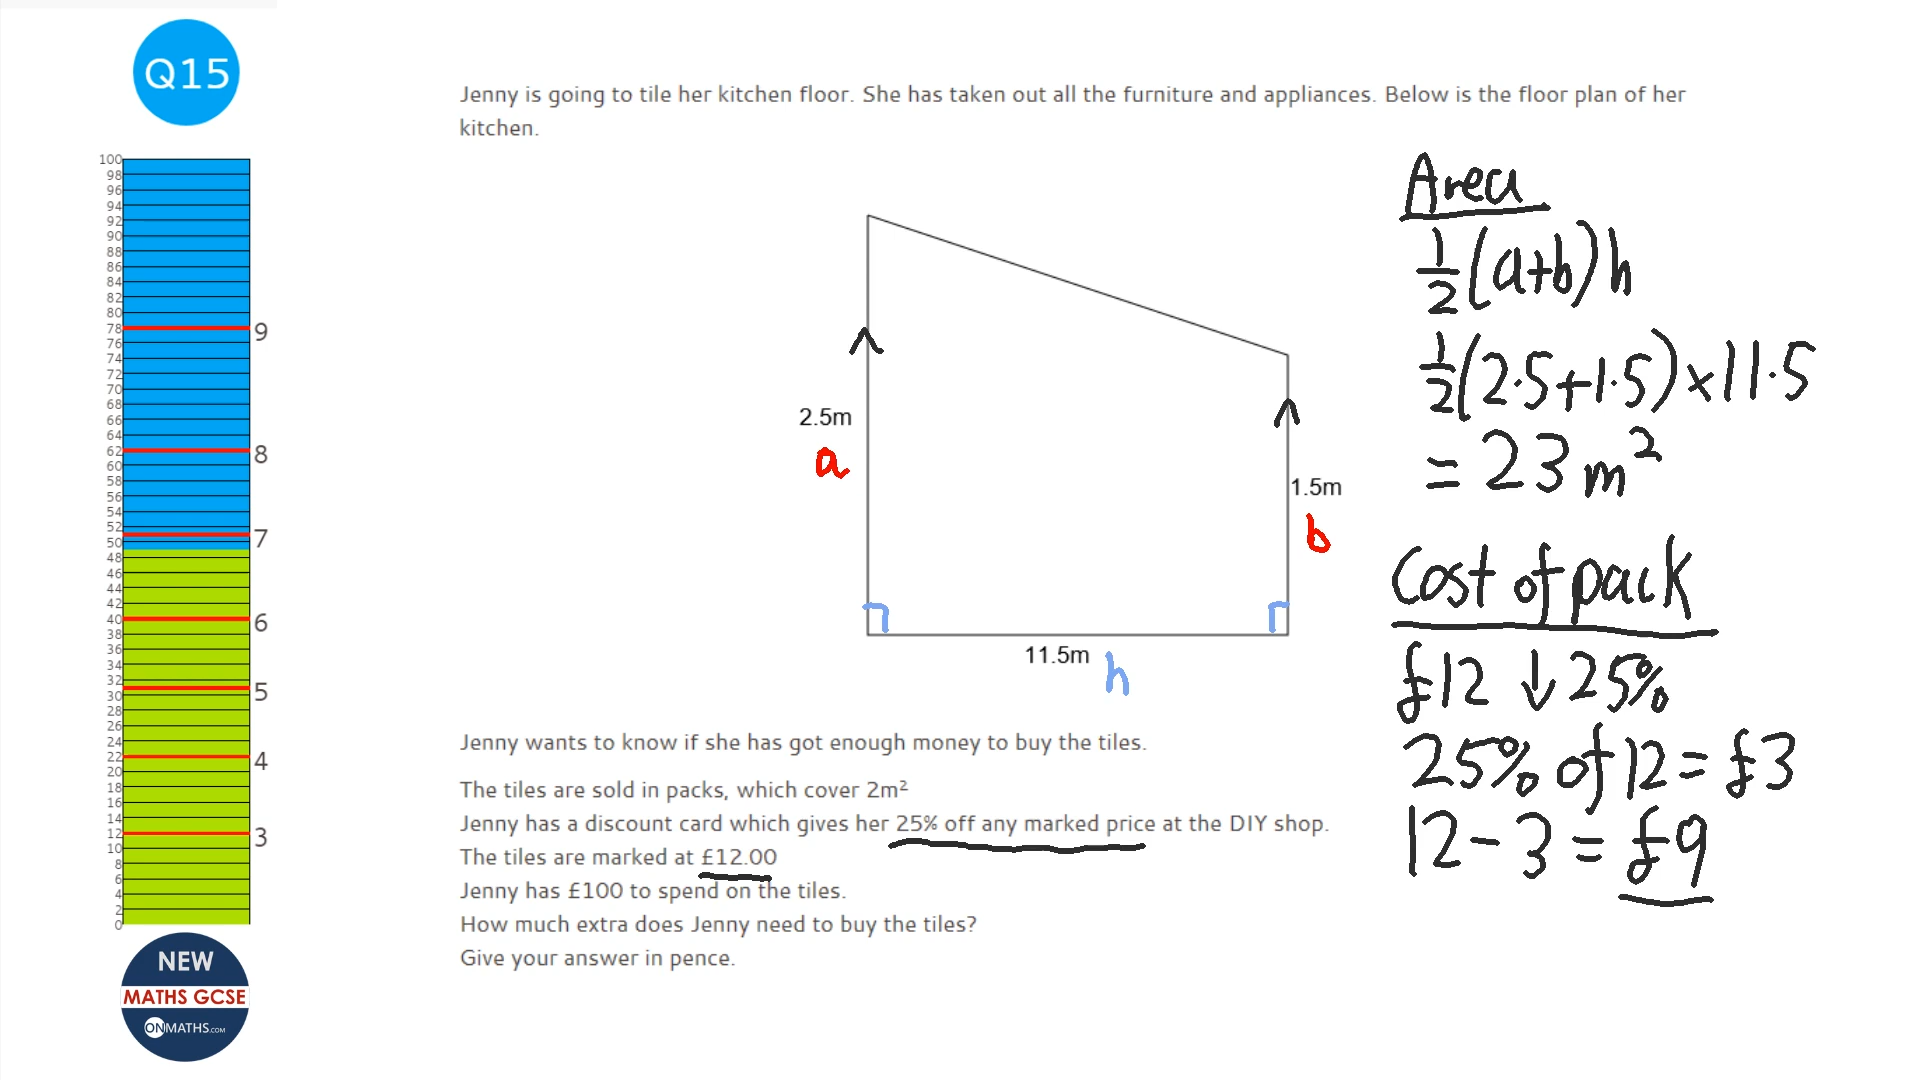 Q15
Jenny is going to tile her kitchen floor. She has taken out all the furniture and appliances. Below is the floor plan of her
kitchen.
100
98
96
94
92
90
88
86
84
82
80
78
76
74
72
70
68
66
64
62
60
58
56
54
52
50
48
46
44
42
40
38
36
34
32
30
28
26
24
22
20
18
16
14
12
10
8
6
4
2
0
9
8
7
6
5
4
3
2.5m
a
1.5m
b
11.5m h
Area
½(a+b)h
½(2.5+1.5)×11.5
= 23 m²
Cost of pack
£12 ↓ 25%
25% of 12 = £3
12 - 3 = £9
Jenny wants to know if she has got enough money to buy the tiles.
The tiles are sold in packs, which cover 2m²
Jenny has a discount card which gives her 25% off any marked price at the DIY shop.
The tiles are marked at £12.00
Jenny has £100 to spend on the tiles.
How much extra does Jenny need to buy the tiles?
Give your answer in pence.
NEW
MATHS GCSE
ONMATHS.COM